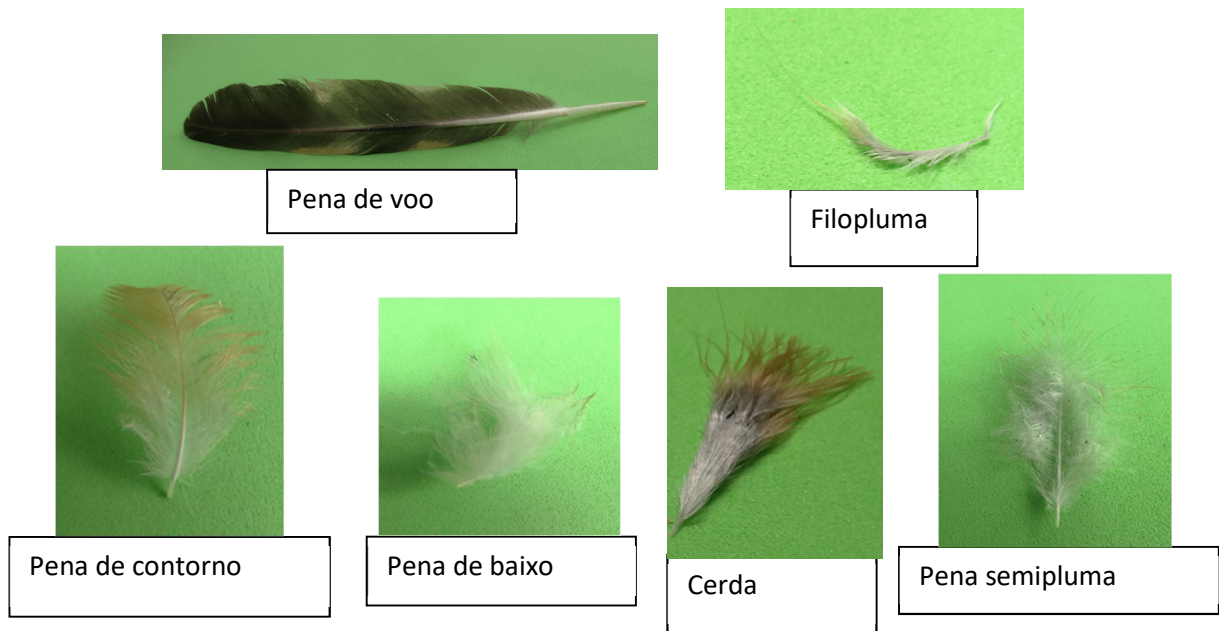 Pena de voo
Filopluma
Pena de contorno
Pena de baixo
Cerda
Pena semipluma